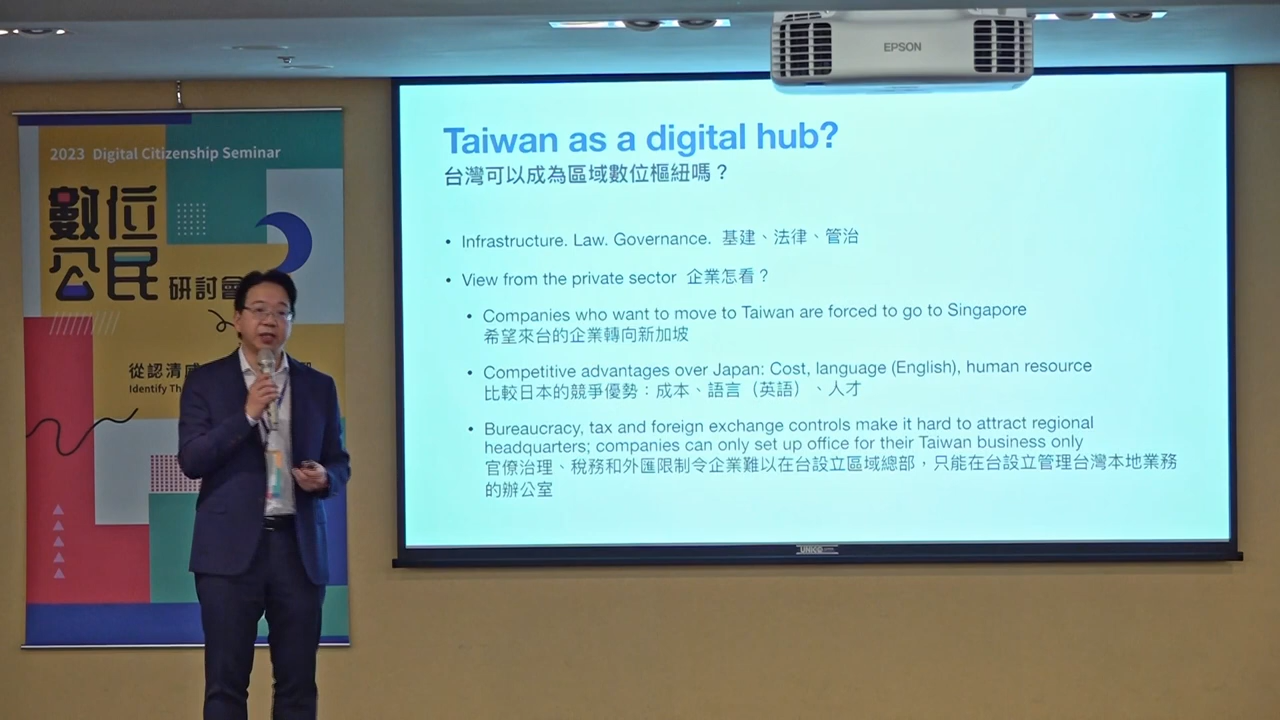 EPSON
2023 Digital Citizenship Seminar
數位
公民
研討會
從認清
Identify Th
Taiwan as a digital hub?
台灣可以成為區域數位樞紐嗎？
• Infrastructure. Law. Governance. 基建、法律、管治
• View from the private sector 企業怎看？
• Companies who want to move to Taiwan are forced to go to Singapore
希望來台的企業轉向新加坡
• Competitive advantages over Japan: Cost, language (English), human resource
比較日本的競爭優勢：成本、語言（英語）、人才
• Bureaucracy, tax and foreign exchange controls make it hard to attract regional
headquarters; companies can only set up office for their Taiwan business only
官僚治理、稅務和外匯限制令企業難以在台設立區域總部，只能在台設立管理台灣本地業務
的辦公室